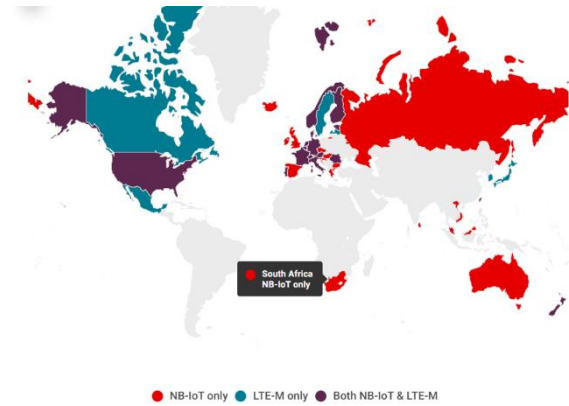 South Africa
NB-IoT only
NB-IoT only LTE-M only Both NB-IoT & LTE-M